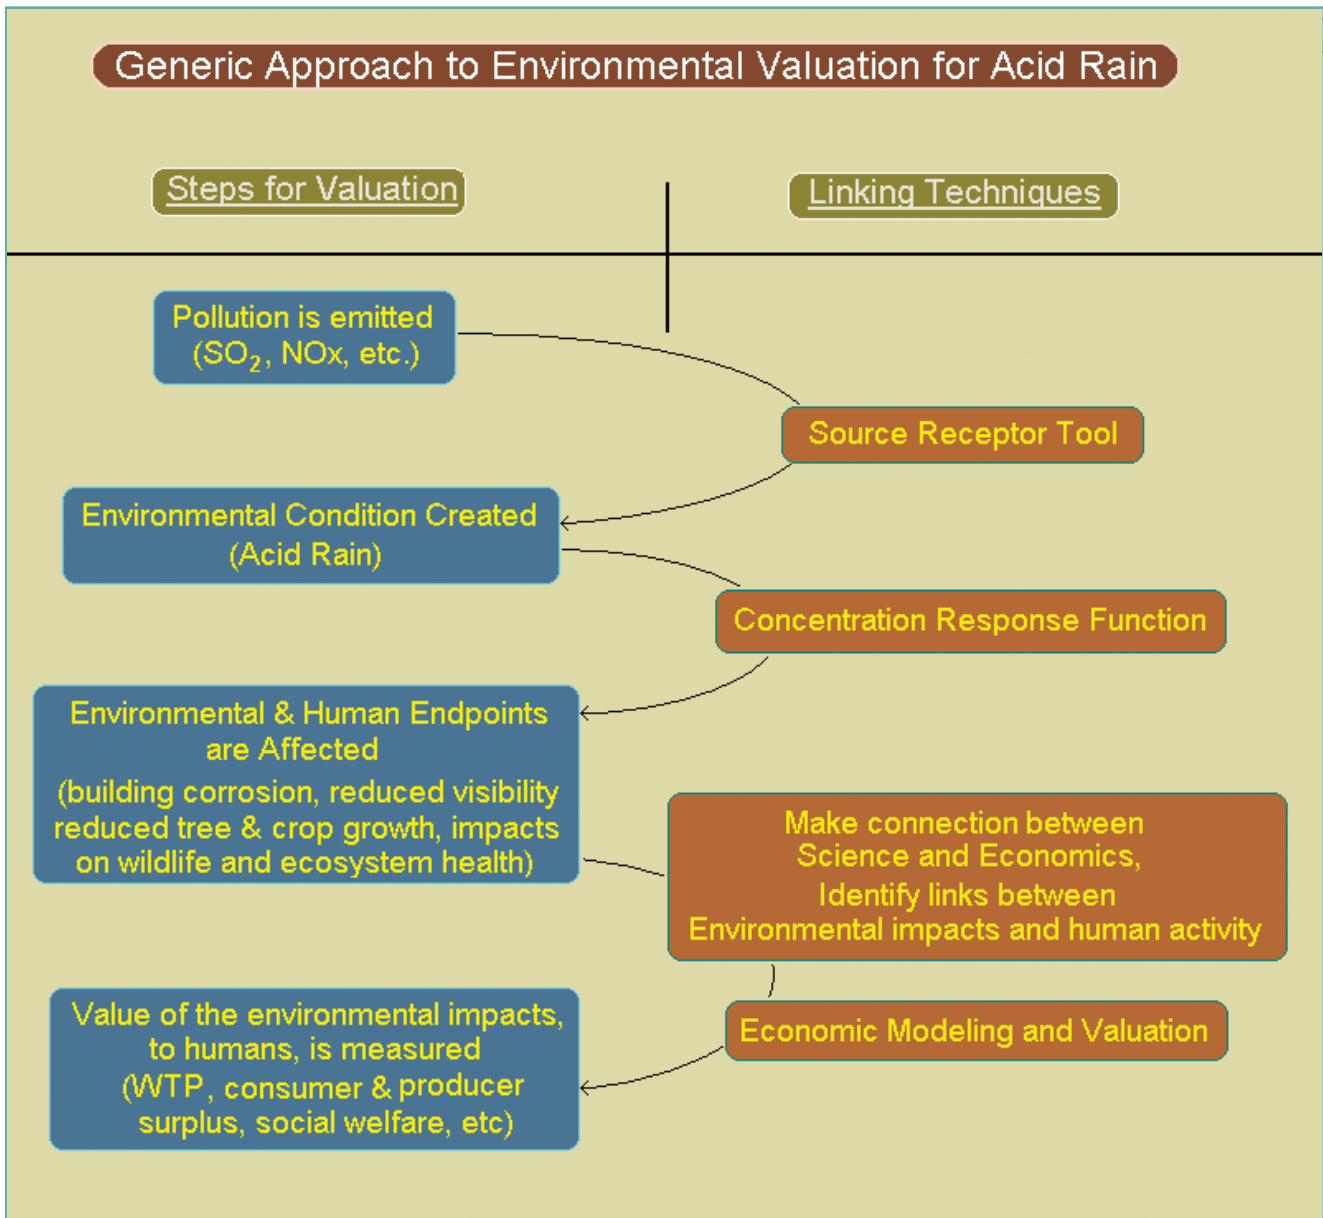 Generic Approach to Environmental Valuation for Acid Rain
Steps for Valuation
Linking Techniques
Pollution is emitted
(SO₂, NOx, etc.)
Source Receptor Tool
Environmental Condition Created
(Acid Rain)
Concentration Response Function
Environmental & Human Endpoints
are Affected
(building corrosion, reduced visibility
reduced tree & crop growth, impacts
on wildlife and ecosystem health)
Make connection between
Science and Economics,
Identify links between
Environmental impacts and human activity
Economic Modeling and Valuation
Value of the environmental impacts,
to humans, is measured
(WTP, consumer & producer
surplus, social welfare, etc)